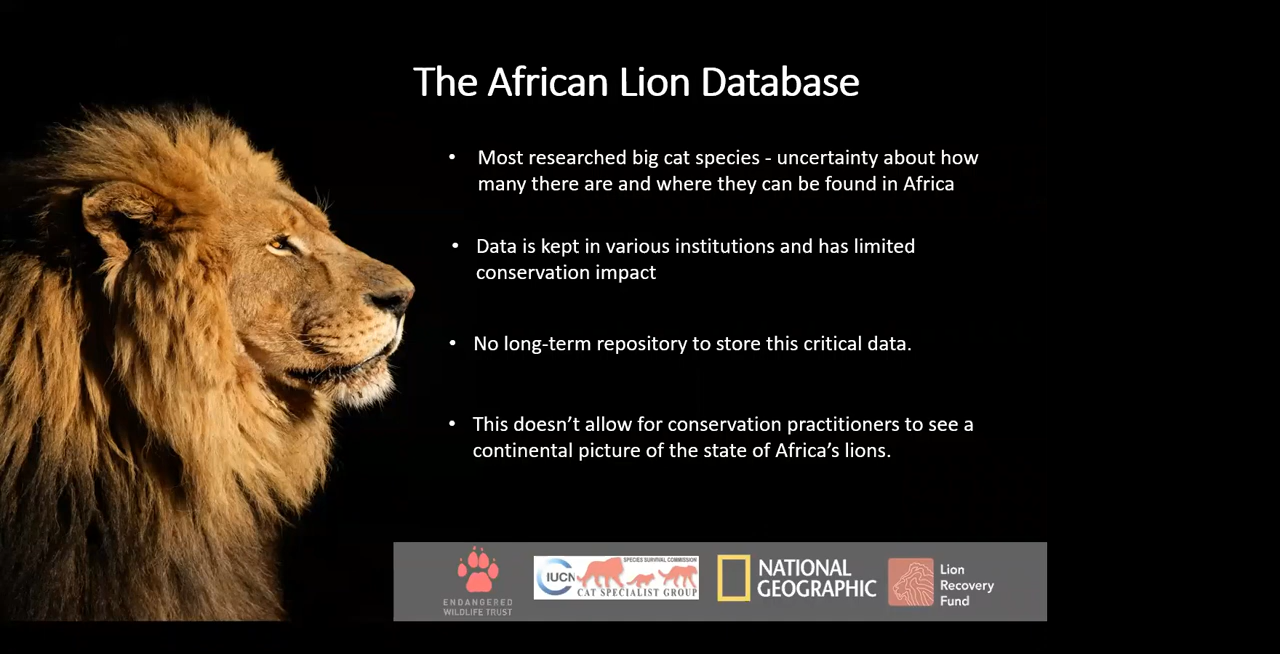 The African Lion Database
• Most researched big cat species - uncertainty about how
many there are and where they can be found in Africa
• Data is kept in various institutions and has limited
conservation impact
• No long-term repository to store this critical data.
• This doesn’t allow for conservation practitioners to see a
continental picture of the state of Africa’s lions.
ENDANGERED
WILDLIFE TRUST
SPECIES SURVIVAL COMMISSION
IUCN
CAT SPECIALIST GROUP
NATIONAL
GEOGRAPHIC
Lion
Recovery
Fund